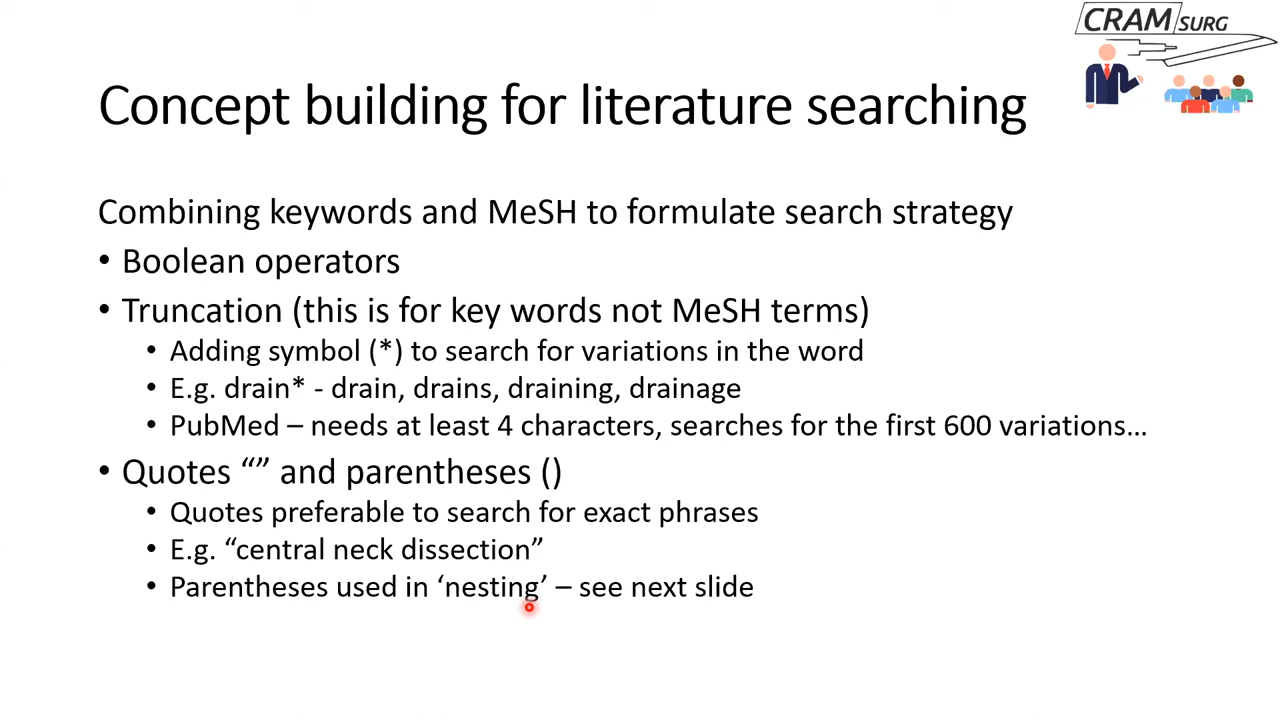 CRAM SURG
Concept building for literature searching
Combining keywords and MeSH to formulate search strategy
• Boolean operators
• Truncation (this is for key words not MeSH terms)
• Adding symbol (*) to search for variations in the word
• E.g. drain* - drain, drains, draining, drainage
• PubMed – needs at least 4 characters, searches for the first 600 variations…
• Quotes “” and parentheses ()
• Quotes preferable to search for exact phrases
• E.g. “central neck dissection”
• Parentheses used in ‘nesting’ – see next slide